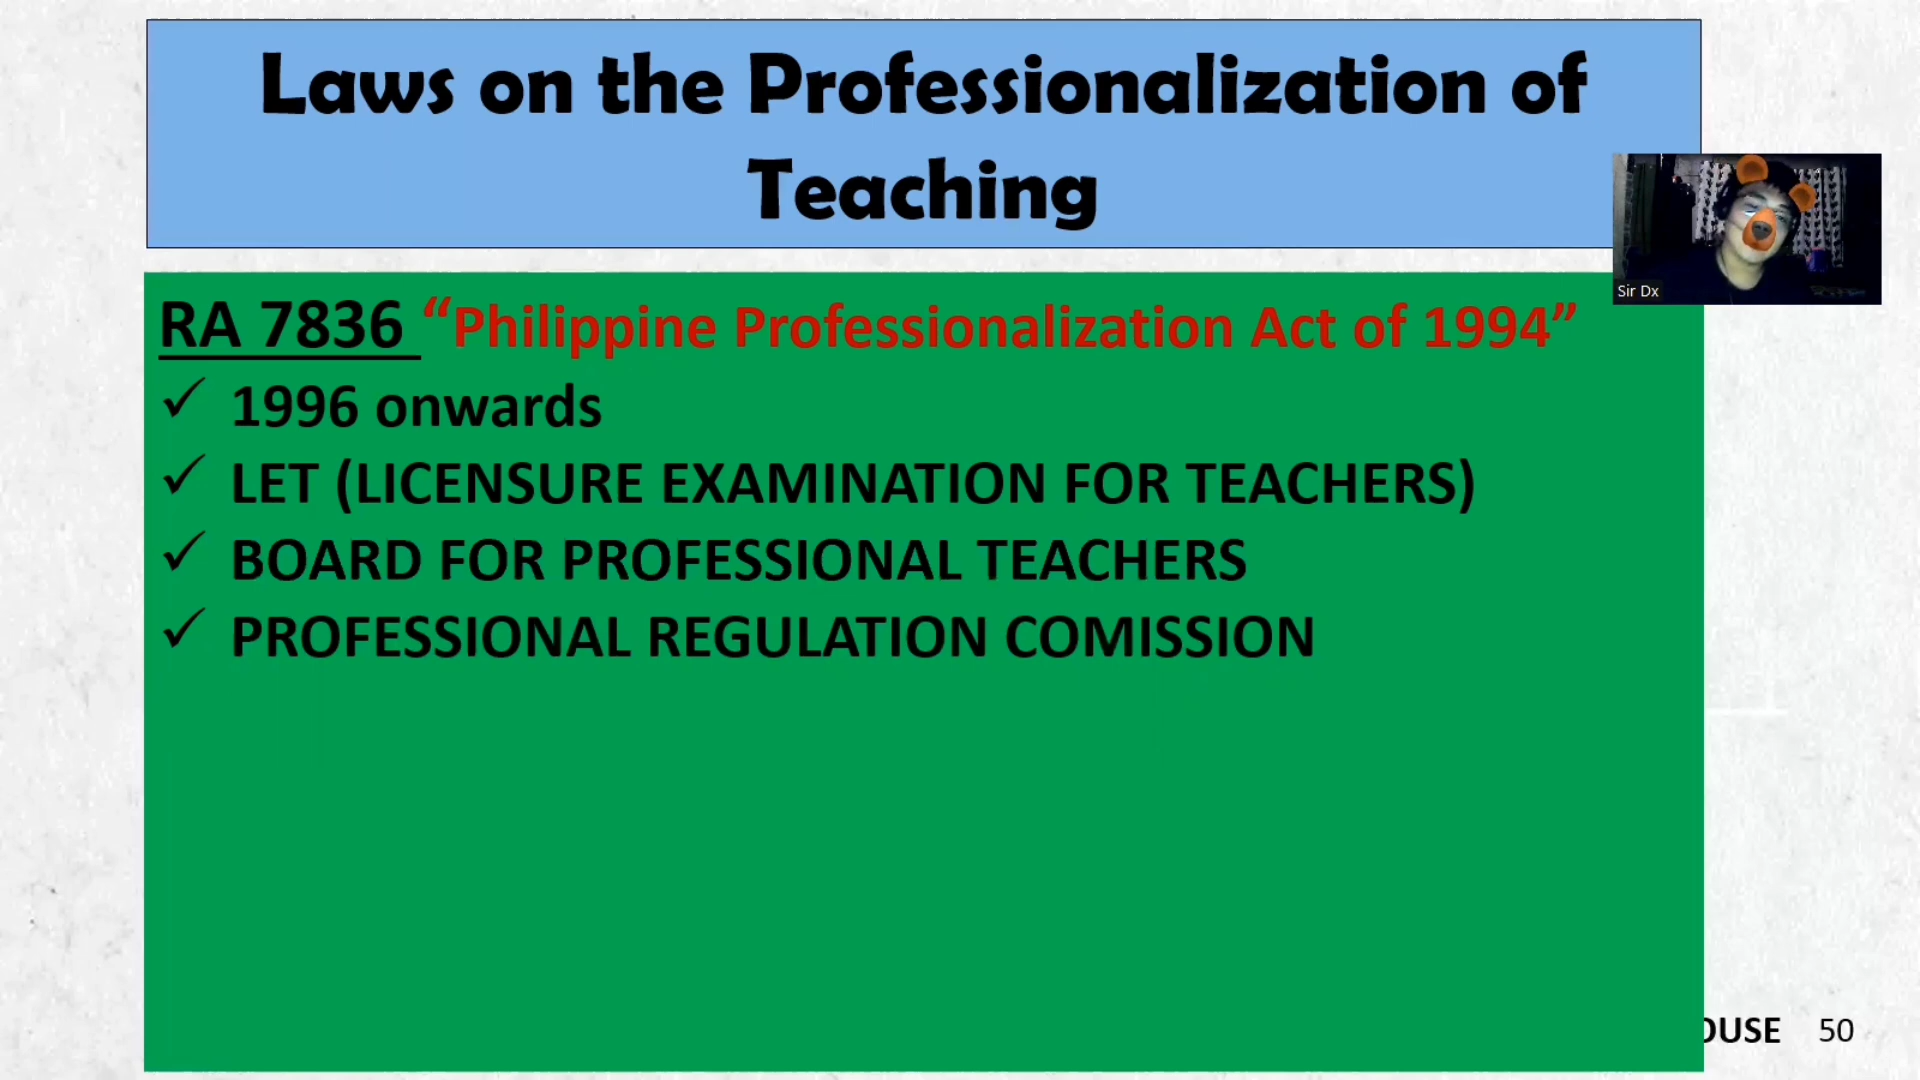 Laws on the Professionalization of
Teaching
Sir Dx
RA 7836 “Philippine Professionalization Act of 1994”
✓ 1996 onwards
✓ LET (LICENSURE EXAMINATION FOR TEACHERS)
✓ BOARD FOR PROFESSIONAL TEACHERS
✓ PROFESSIONAL REGULATION COMISSION
50